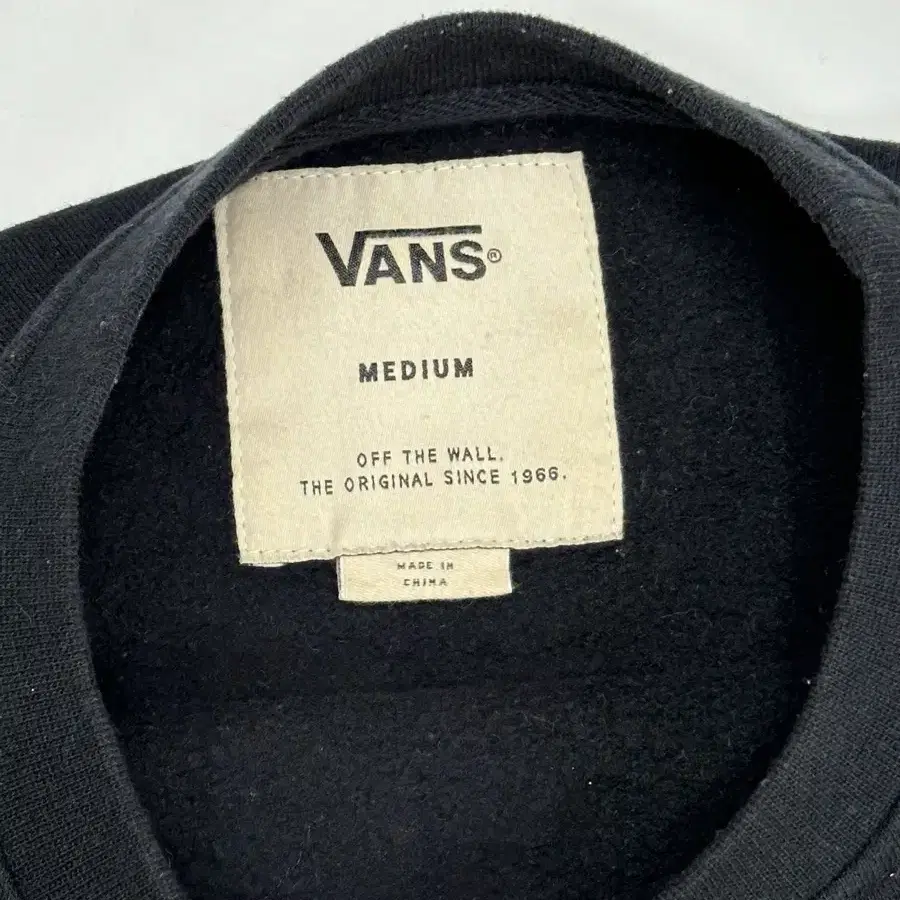 VANS®
MEDIUM
OFF THE WALL.
THE ORIGINAL SINCE 1966.
MADE IN
CHINA